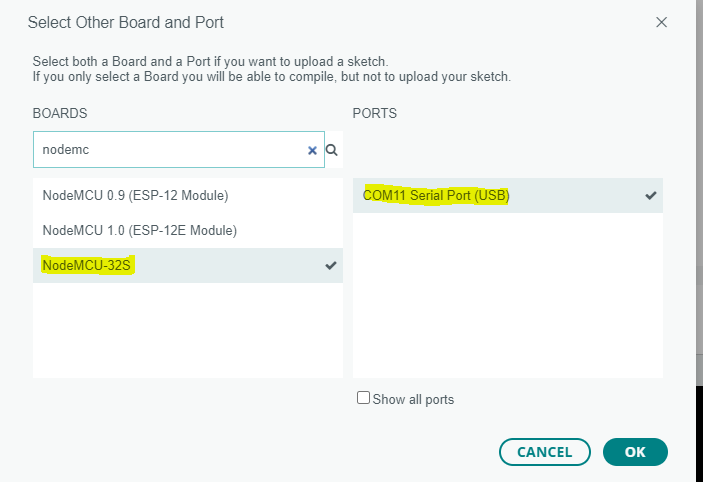 Select Other Board and Port
Select both a Board and a Port if you want to upload a sketch.
If you only select a Board you will be able to compile, but not to upload your sketch.
BOARDS
PORTS
nodemc
NodeMCU 0.9 (ESP-12 Module)
NodeMCU 1.0 (ESP-12E Module)
NodeMCU-32S
COM11 Serial Port (USB)
Show all ports
CANCEL
OK